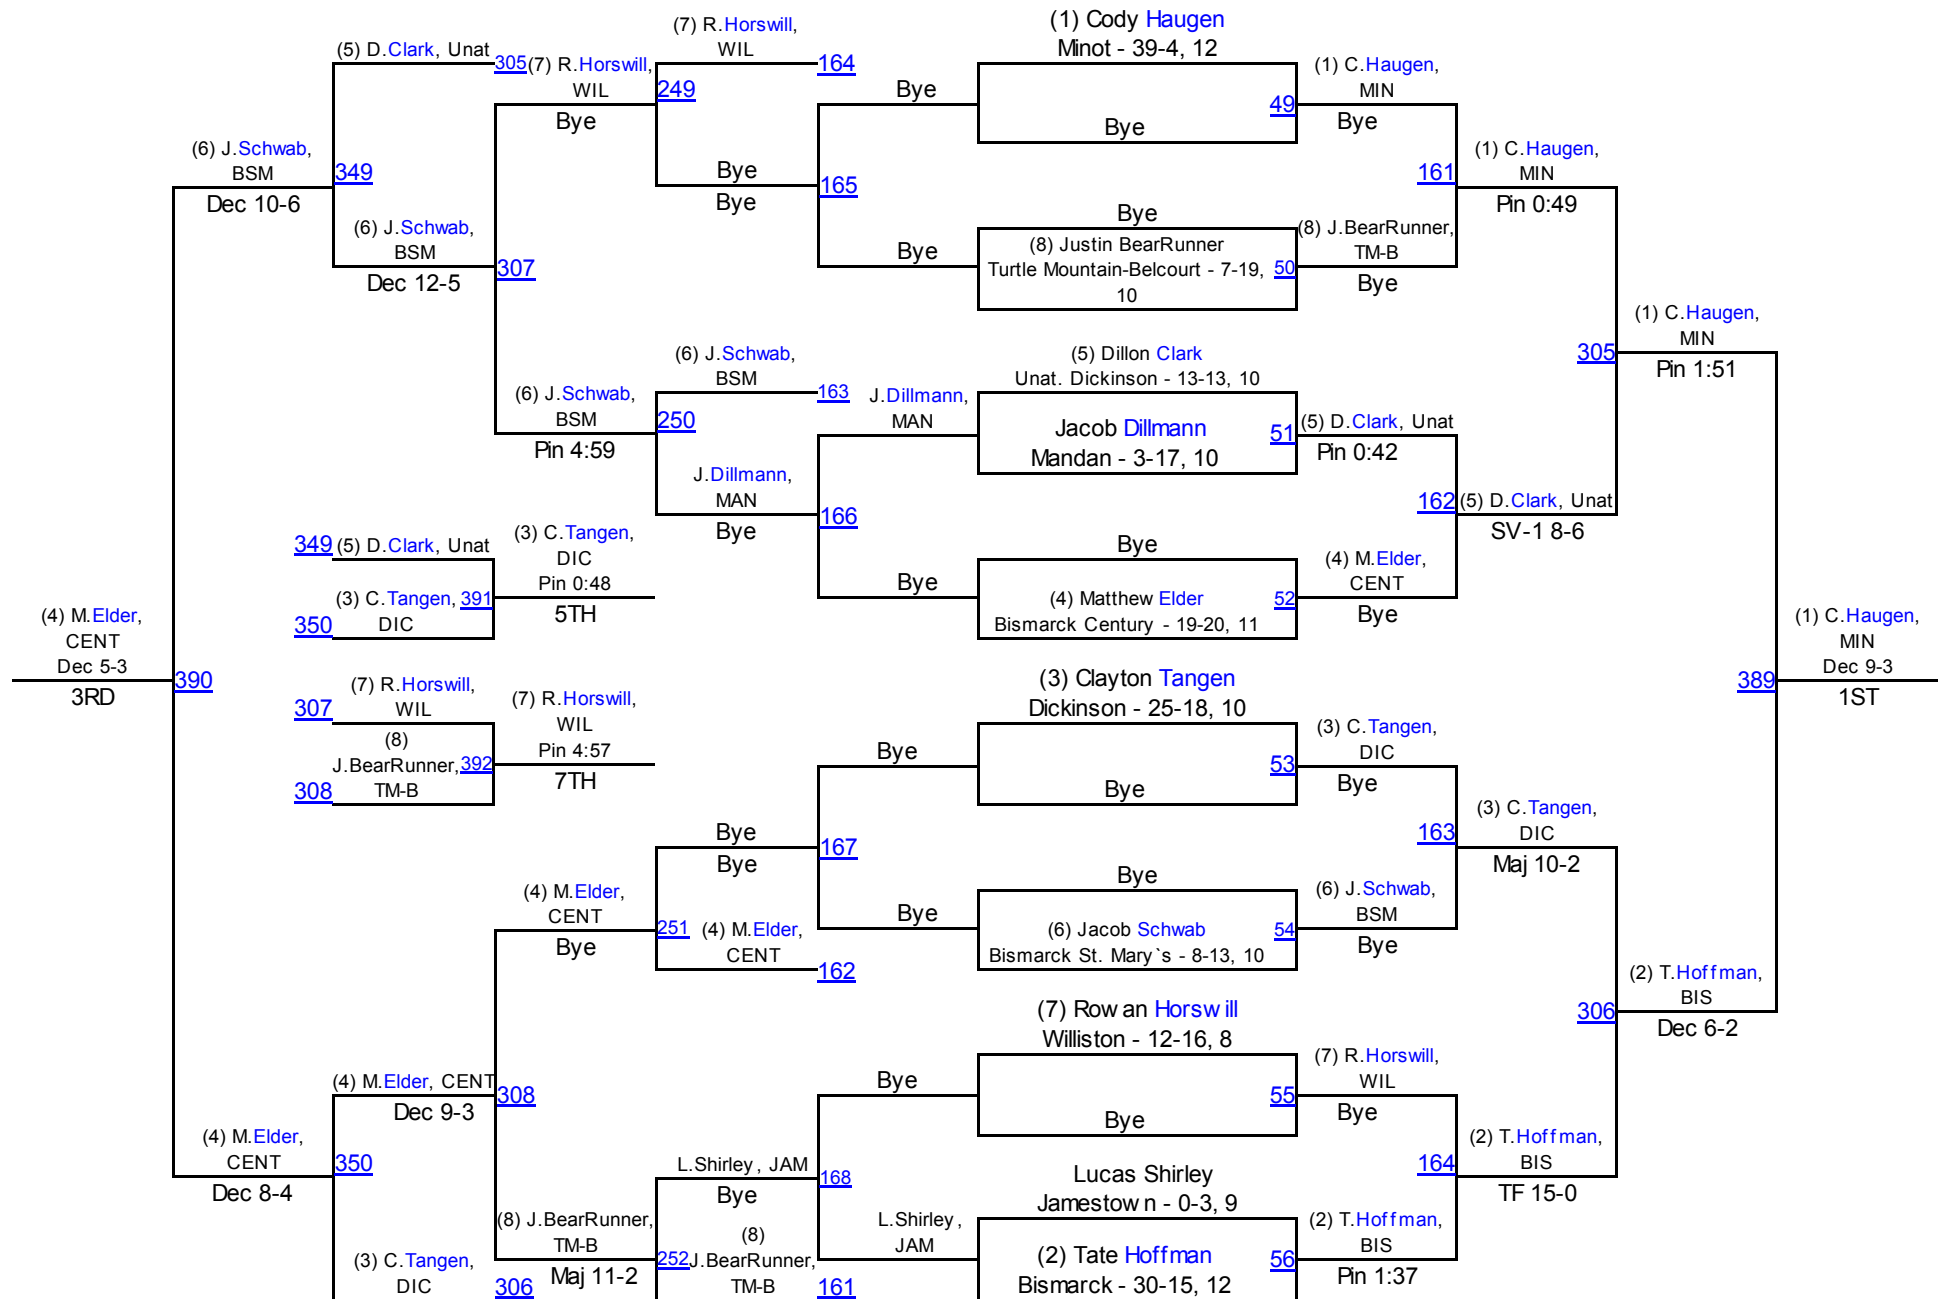 (1) Cody Haugen
Minot - 39-4, 12
(7) R.Horswill,
WIL
164
(5) D.Clark, Unat
305
(7) R.Horswill,
WIL
249
Bye
Bye
Bye
49
(1) C.Haugen,
MIN
Bye
(6) J.Schwab,
BSM
349
Dec 10-6
Bye
165
Bye
161
(1) C.Haugen,
MIN
Pin 0:49
(6) J.Schwab,
BSM
Dec 12-5
307
Bye
Bye
(8) Justin BearRunner
Turtle Mountain-Belcourt - 7-19,
10
50
(8) J.BearRunner,
TM-B
Bye
(6) J.Schwab,
BSM
163
(5) Dillon Clark
Unat. Dickinson - 13-13, 10
305
(1) C.Haugen,
MIN
Pin 1:51
(6) J.Schwab,
BSM
250
Pin 4:59
J.Dillmann,
MAN
Jacob Dillmann
Mandan - 3-17, 10
51
(5) D.Clark, Unat
Pin 0:42
J.Dillmann,
MAN
Bye
166
162
(5) D.Clark, Unat
SV-1 8-6
349
(5) D.Clark, Unat
(3) C.Tangen,
DIC
Pin 0:48
5TH
(3) C.Tangen,
DIC
391
350
Bye
Bye
(4) Matthew Elder
Bismarck Century - 19-20, 11
52
(4) M.Elder,
CENT
Bye
(4) M.Elder,
CENT
Dec 5-3
3RD
390
(1) C.Haugen,
MIN
Dec 9-3
1ST
389
307
(7) R.Horswill,
WIL
(7) R.Horswill,
WIL
Pin 4:57
7TH
(8)
J.BearRunner,
TM-B
392
308
(3) Clayton Tangen
Dickinson - 25-18, 10
Bye
Bye
53
(3) C.Tangen,
DIC
Bye
Bye
Bye
167
163
(3) C.Tangen,
DIC
Maj 10-2
(4) M.Elder,
CENT
Bye
251
(4) M.Elder,
CENT
162
Bye
Bye
(6) Jacob Schwab
Bismarck St. Mary`s - 8-13, 10
54
(6) J.Schwab,
BSM
Bye
306
(2) T.Hoffman,
BIS
Dec 6-2
(7) Rowan Horswill
Williston - 12-16, 8
(4) M.Elder, CENT
Dec 9-3
308
Bye
Bye
55
(7) R.Horswill,
WIL
Bye
(4) M.Elder,
CENT
Dec 8-4
350
L.Shirley, JAM
Bye
168
Lucas Shirley
Jamestown - 0-3, 9
164
(2) T.Hoffman,
BIS
TF 15-0
(3) C.Tangen,
DIC
306
(8) J.BearRunner,
TM-B
Maj 11-2
252
(8)
J.BearRunner,
TM-B
161
L.Shirley,
JAM
(2) Tate Hoffman
Bismarck - 30-15, 12
56
(2) T.Hoffman,
BIS
Pin 1:37